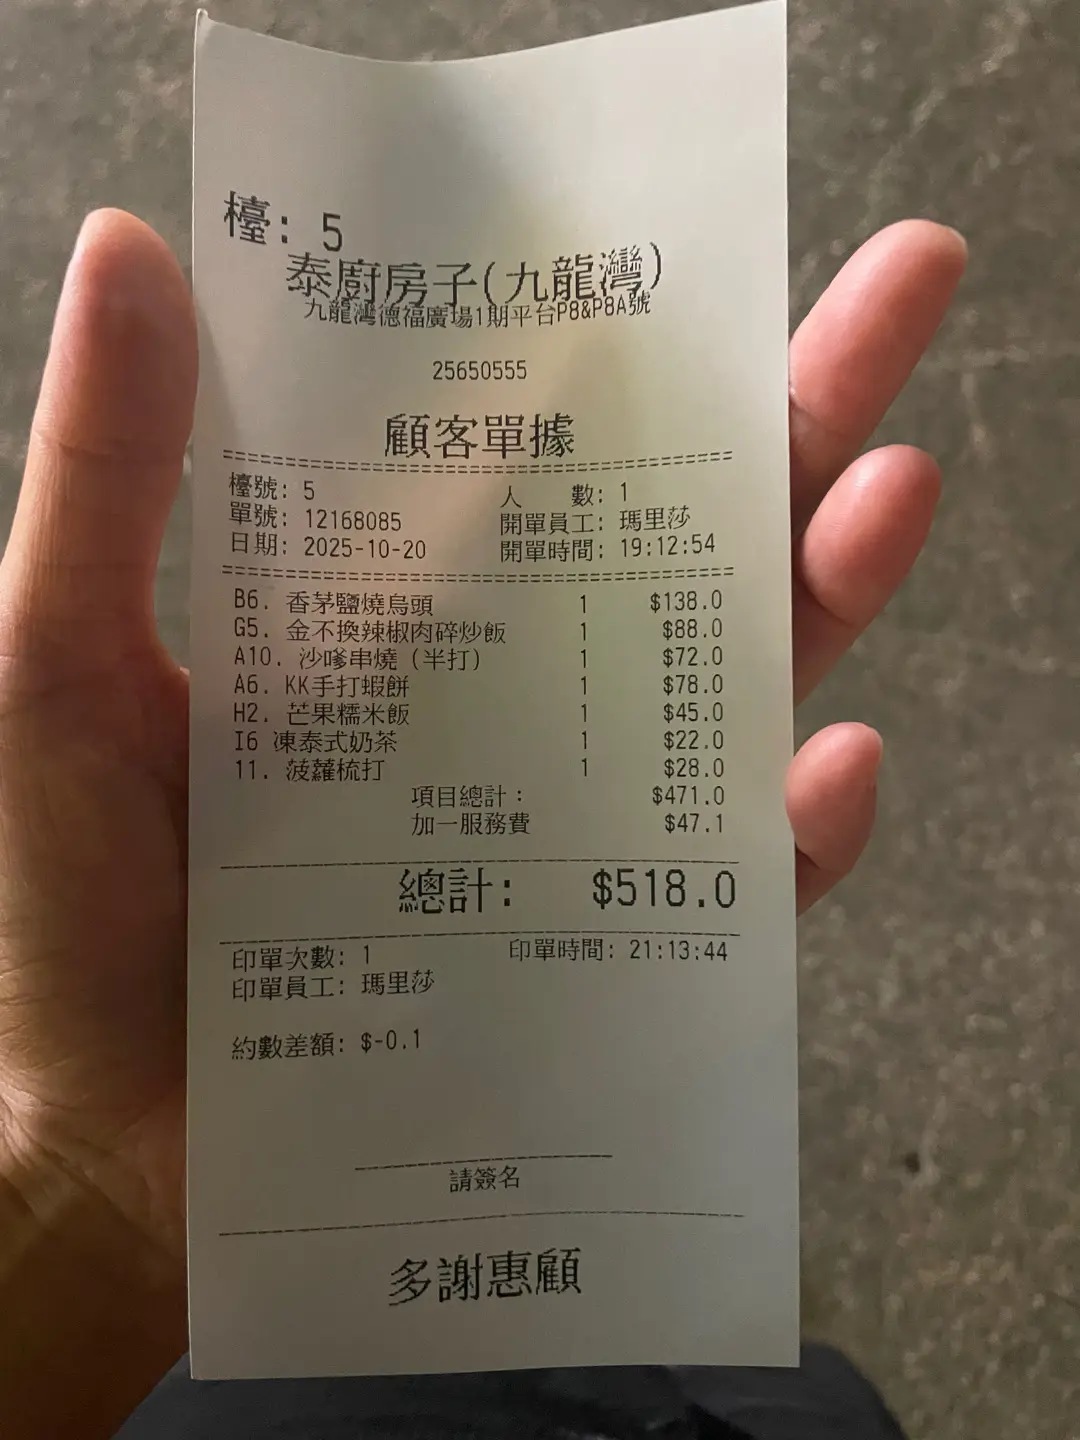 檯: 5
泰廚房子(九龍灣)
九龍灣德福廣場1期平台P8&P8A號
25650555
顧客單據
檯號: 5 人 數: 1
單號: 12168085 開單員工: 瑪里莎
日期: 2025-10-20 開單時間: 19:12:54
B6. 香茅鹽燒烏頭 1 $138.0
G5. 金不換辣椒肉碎炒飯 1 $88.0
A10. 沙嗲串燒（半打） 1 $72.0
A6. KK手打蝦餅 1 $78.0
H2. 芒果糯米飯 1 $45.0
I6 凍泰式奶茶 1 $22.0
11. 菠蘿梳打 1 $28.0
項目總計： $471.0
加一服務費 $47.1
總計: $518.0
印單次數: 1 印單時間: 21:13:44
印單員工: 瑪里莎
約數差額: $-0.1
請簽名
多謝惠顧